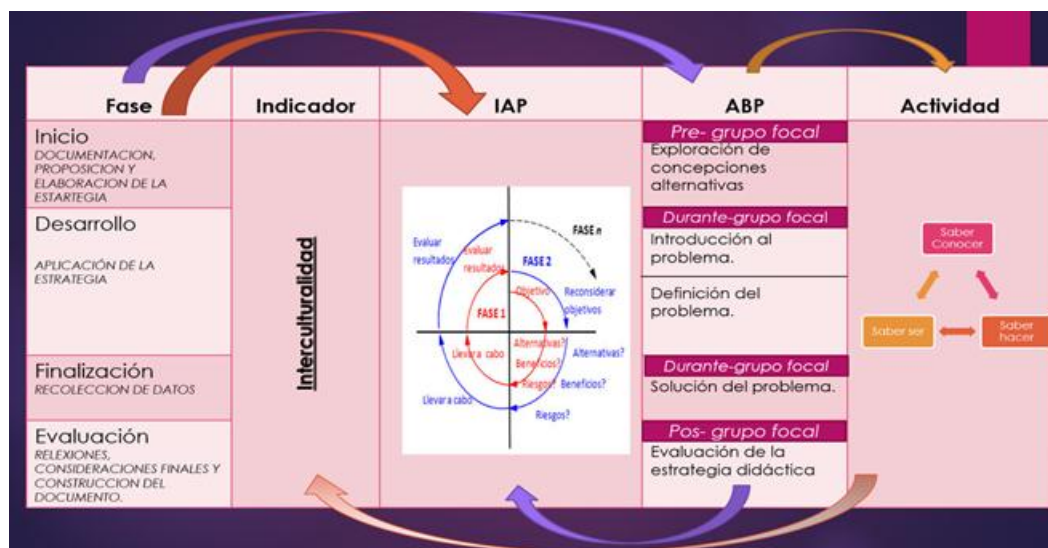 Fase
Indicador
IAP
ABP
Actividad
Inicio
DOCUMENTACION,
PROPOSICION Y
ELABORACION DE LA
ESTARTEGIA
Desarrollo
APLICACIÓN DE LA
ESTRATEGIA
Finalización
RECOLECCION DE DATOS
Evaluación
RELEXIONES,
CONSIDERACIONES FINALES Y
CONSTRUCCION DEL
DOCUMENTO.
Interculturalidad
FASE n
Evaluar
resultados
Evaluar
resultados
FASE 2
Objetivo
Reconsiderar
objetivos
FASE 1
Llevar a cabo
Alternativas?
Beneficios?
Riesgos?
Alternativas?
Beneficios?
Riesgos?
Llevar a cabo
Pre- grupo focal
Exploración de
concepciones
alternativas
Durante-grupo focal
Introducción al
problema.
Definición del
problema.
Durante-grupo focal
Solución del problema.
Pos- grupo focal
Evaluación de la
estrategia didáctica
Saber
Conocer
Saber ser
Saber
hacer